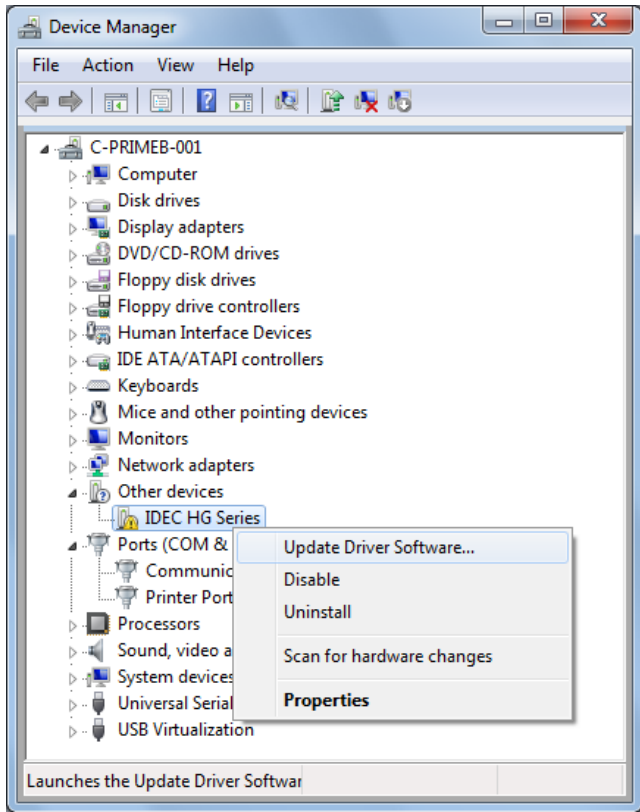 Device Manager
File Action View Help
C-PRIMEB-001
Computer
Disk drives
Display adapters
DVD/CD-ROM drives
Floppy disk drives
Floppy drive controllers
Human Interface Devices
IDE ATA/ATAPI controllers
Keyboards
Mice and other pointing devices
Monitors
Network adapters
Other devices
IDEC HG Series
Ports (COM &
Communic
Printer Port
Processors
Sound, video a
System devices
Universal Serial
USB Virtualization
Update Driver Software...
Disable
Uninstall
Scan for hardware changes
Properties
Launches the Update Driver Softwar